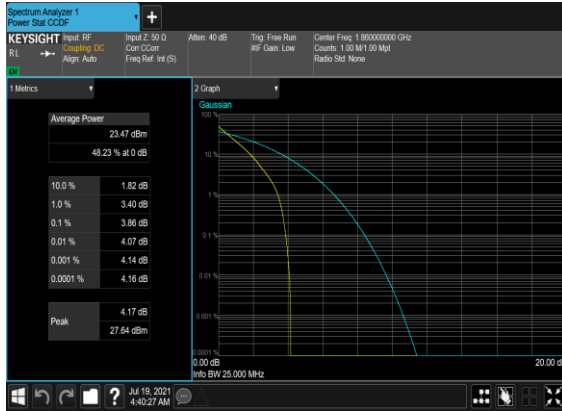 Spectrum Analyzer 1
Power Stat CCDF
KEYSIGHT
RL
Input: RF
Coupling: DC
Align: Auto
Input Z: 50 Ω
Corr CCorr
Freq Ref: Int (S)
Atten: 40 dB
Trig: Free Run
#IF Gain: Low
Center Freq: 1.860000000 GHz
Counts: 1.00 M/1.00 Mpt
Radio Std: None
1 Metrics
Average Power
23.47 dBm
48.23 % at 0 dB
10.0 % 1.82 dB
1.0 % 3.40 dB
0.1 % 3.86 dB
0.01 % 4.07 dB
0.001 % 4.14 dB
0.0001 % 4.16 dB
Peak
4.17 dB
27.64 dBm
2 Graph
Gaussian
100 %
10 %
1 %
0.1 %
0.01 %
0.001 %
0.0001 %
0.00 dB
20.00 d
Info BW 25.000 MHz
?
Jul 19, 2021
4:40:27 AM